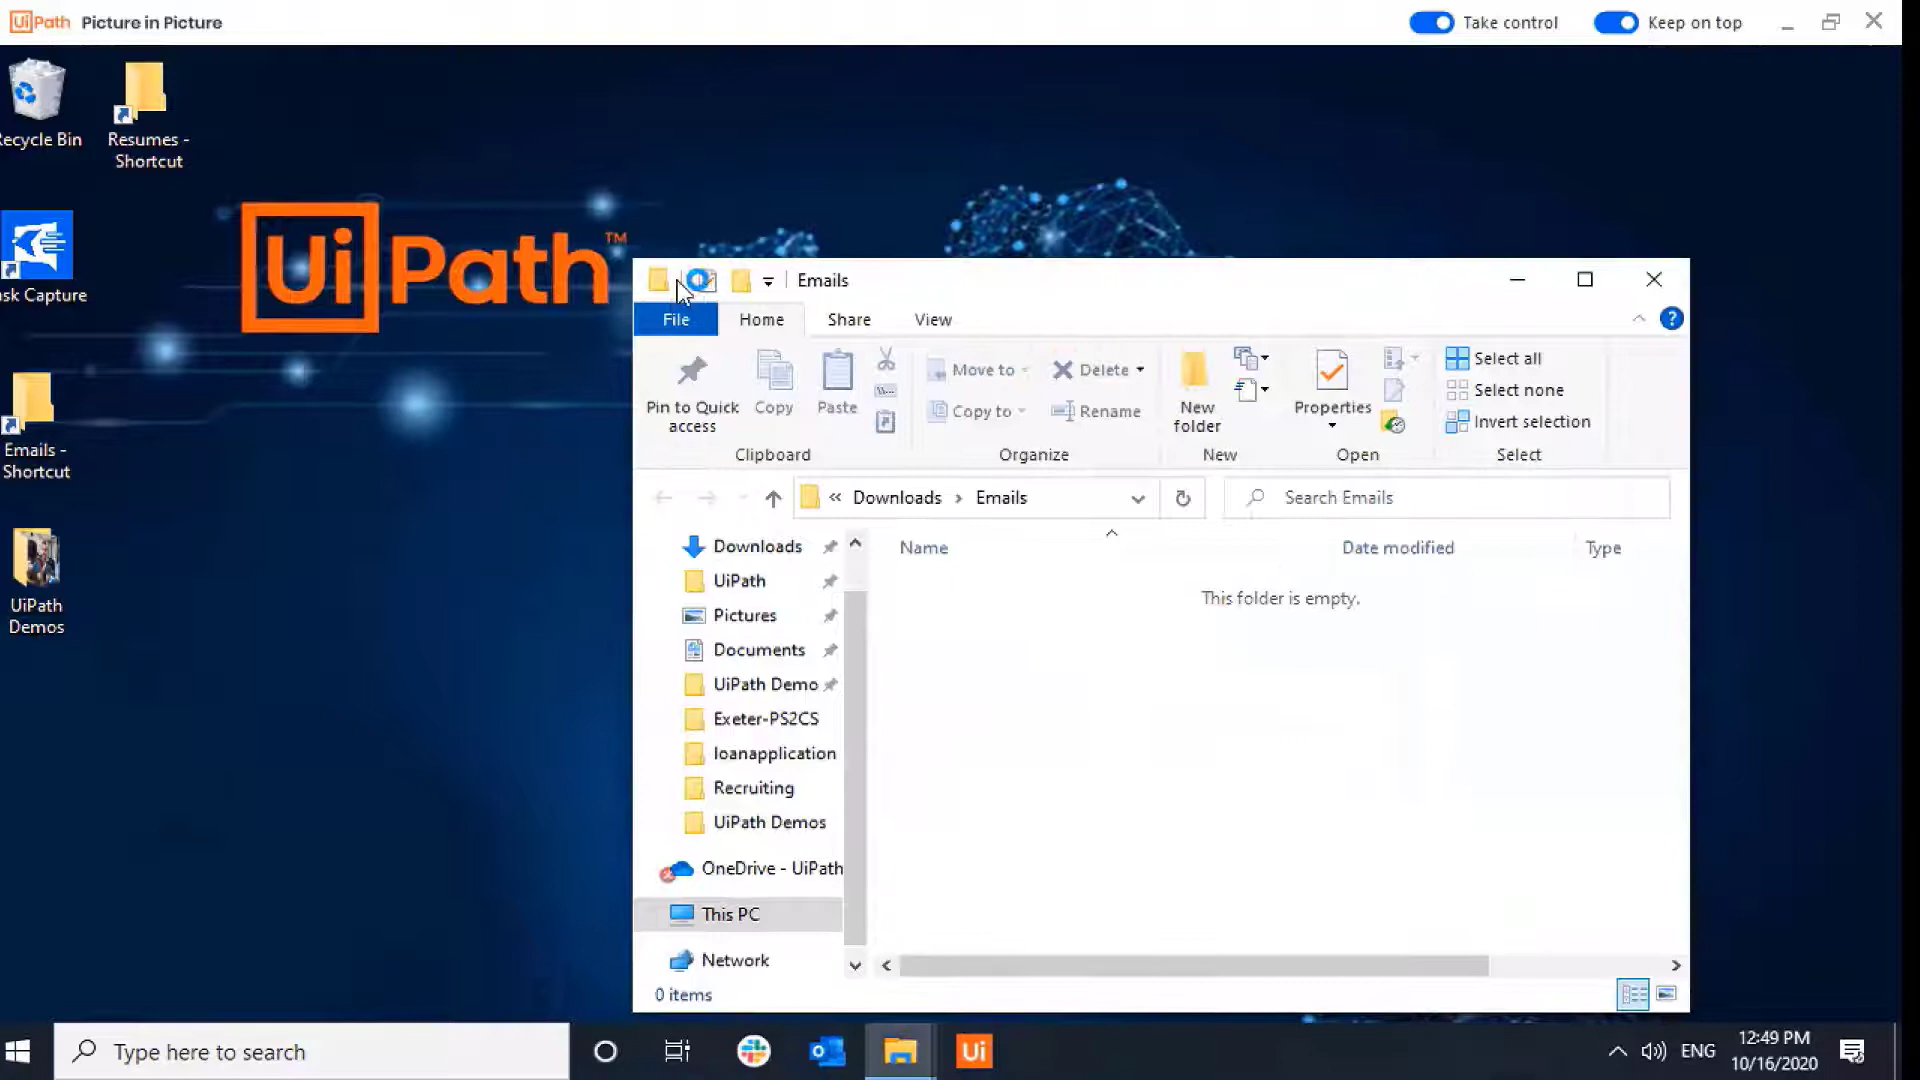 UiPath Picture in Picture
Take control
Keep on top
Recycle Bin
Resumes -
Shortcut
ask Capture
Emails -
Shortcut
UiPath
Demos
UiPath™
Emails
File
Home
Share
View
Pin to Quick
access
Copy
Paste
Clipboard
Move to
Copy to
Delete
Rename
Organize
New
folder
New
Properties
Open
Select all
Select none
Invert selection
Select
« Downloads › Emails
Search Emails
Name
Date modified
Type
This folder is empty.
Downloads
UiPath
Pictures
Documents
UiPath Demo
Exeter-PS2CS
loanapplication
Recruiting
UiPath Demos
OneDrive - UiPath
This PC
Network
0 items
Type here to search
Ui
ENG
12:49 PM
10/16/2020